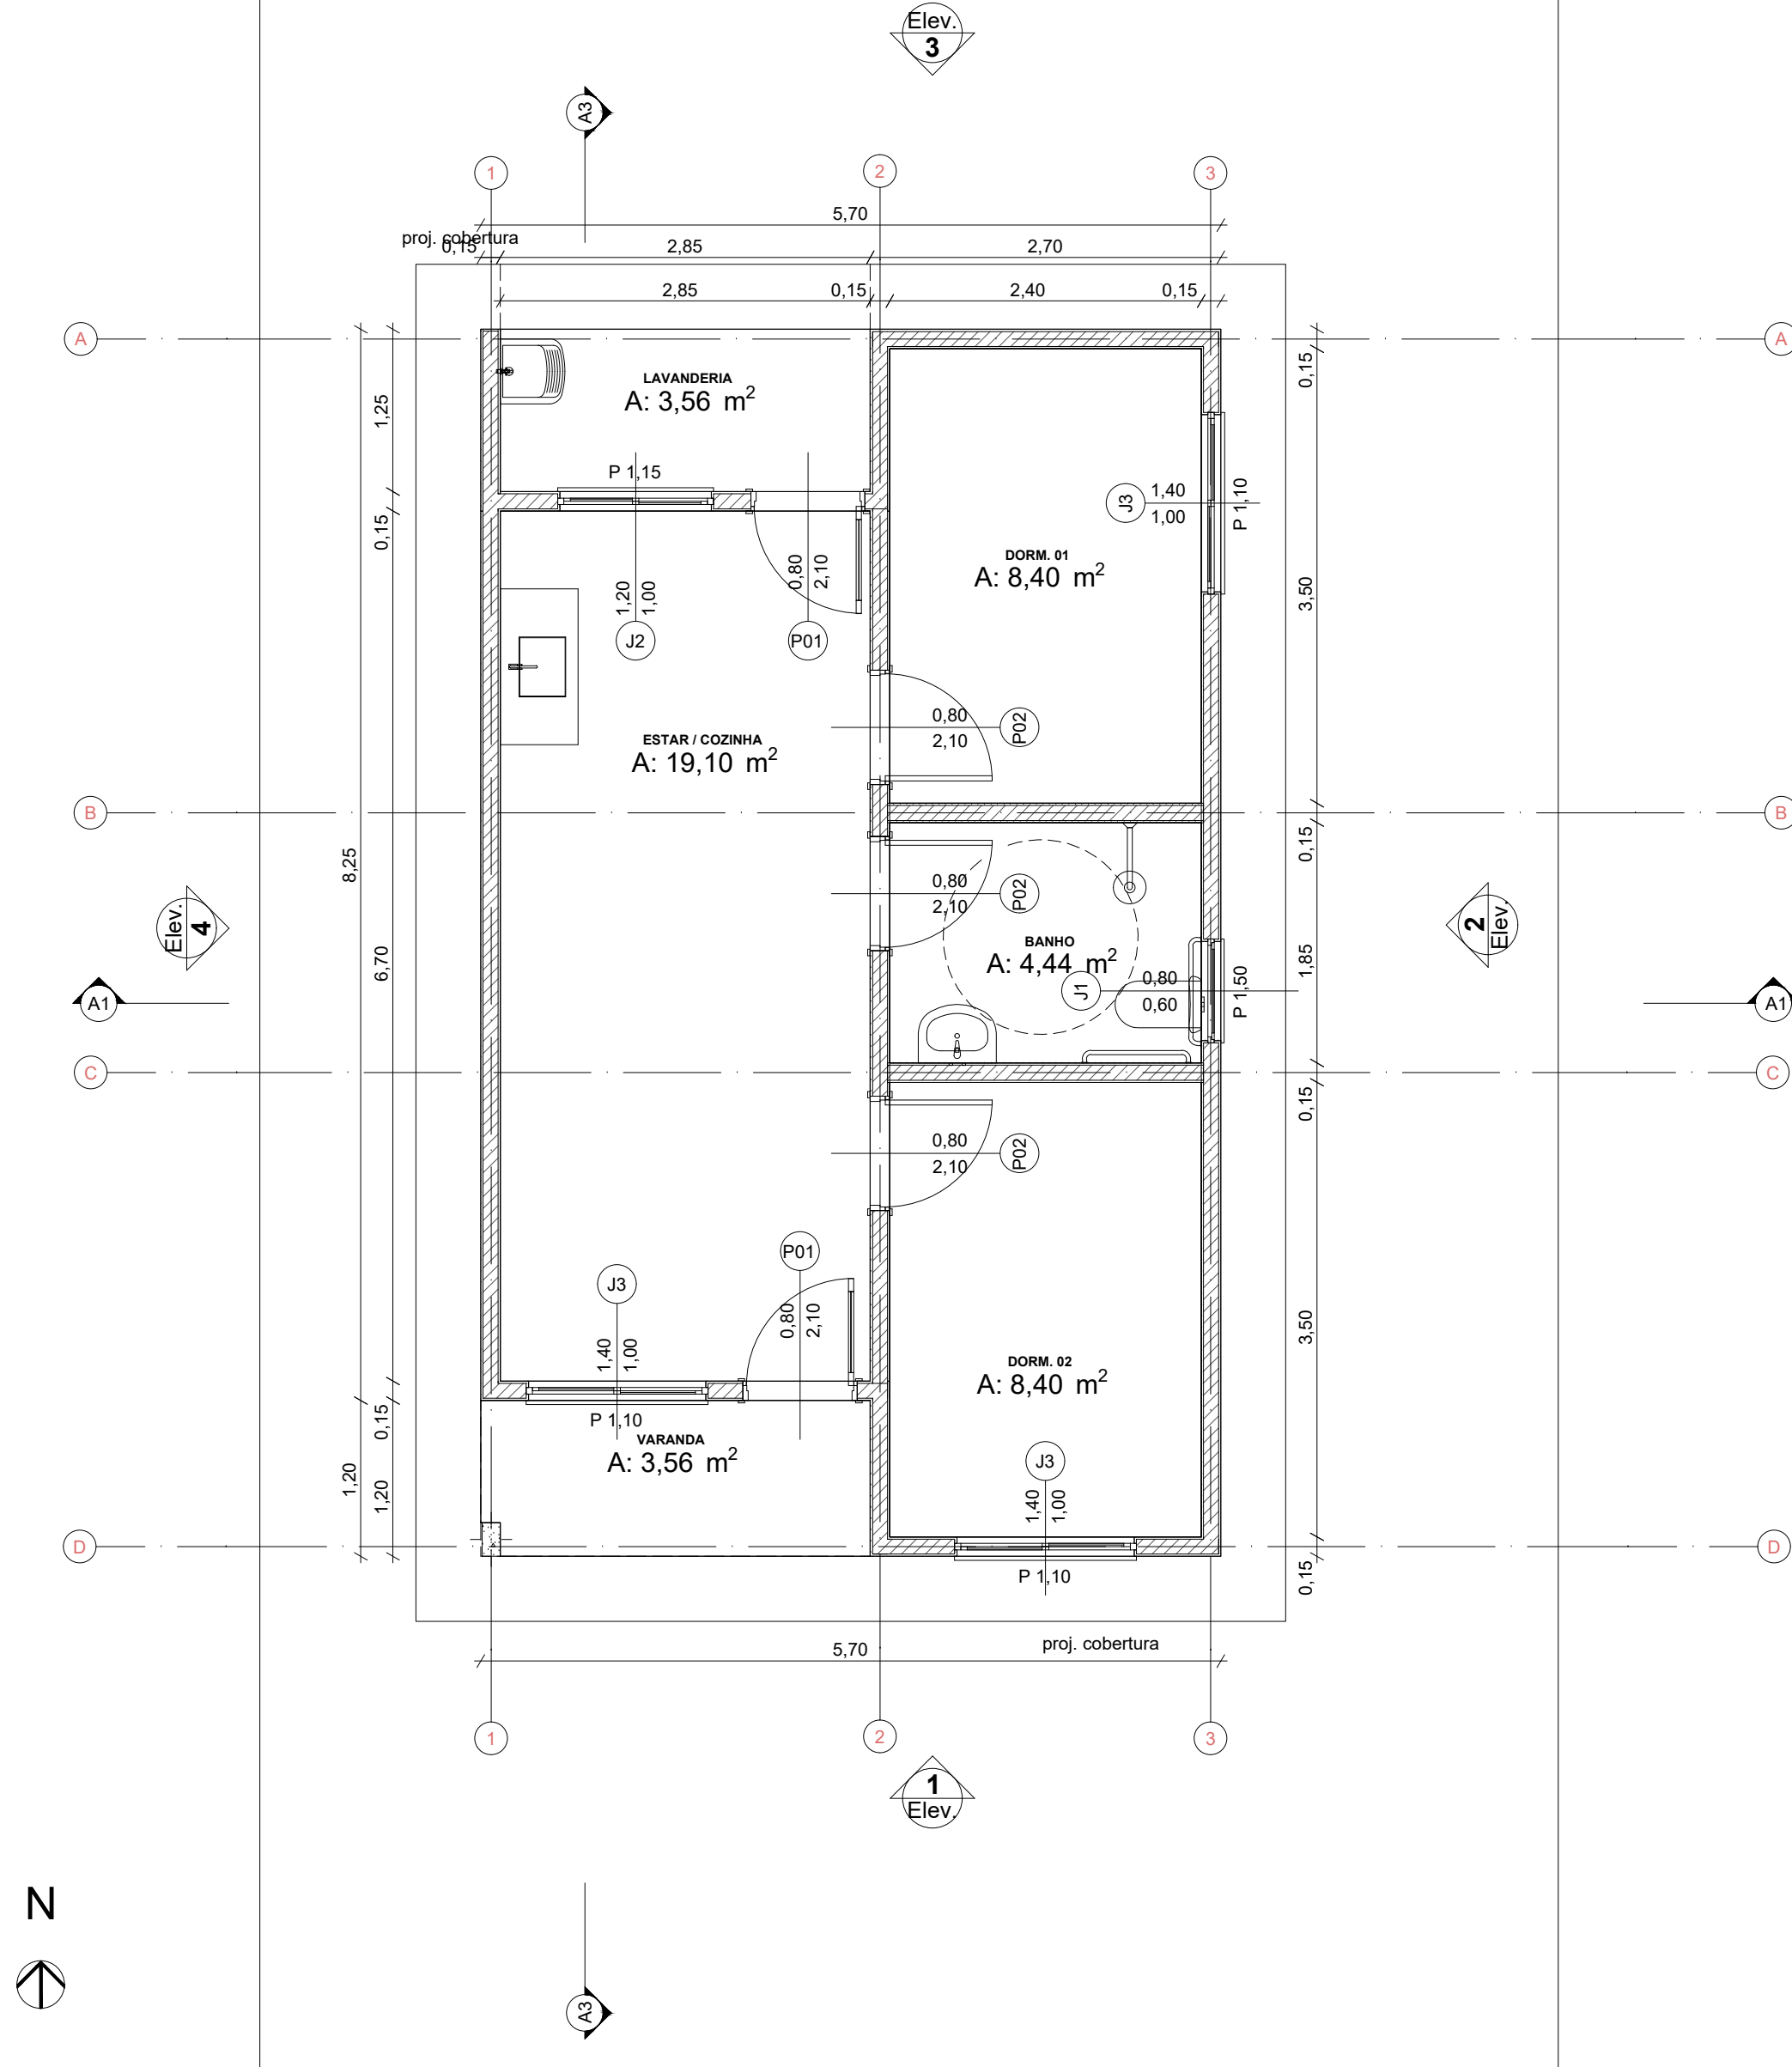 Elev.
3
A3
1
2
3
5,70
proj. cobertura
0,15
2,85
2,70
2,85
0,15
2,40
0,15
A
A
LAVANDERIA
A: 3,56 m²
0,15
1,25
P 1,15
J3
1,40
1,00
P 1,10
0,15
DORM. 01
A: 8,40 m²
0,80
2,10
1,20
1,00
3,50
J2
P01
0,80
2,10
P02
ESTAR / COZINHA
A: 19,10 m²
B
B
0,15
8,25
0,80
2,10
P02
Elev.
4
2
Elev.
BANHO
A: 4,44 m²
6,70
1,85
J1
0,80
0,60
P 1,50
A1
A1
C
C
0,15
0,80
2,10
P02
P01
J3
0,80
2,10
1,40
1,00
3,50
DORM. 02
A: 8,40 m²
0,15
P 1,10
VARANDA
A: 3,56 m²
J3
1,20
1,20
1,40
1,00
D
D
P 1,10
0,15
proj. cobertura
5,70
1
2
3
1
Elev.
N
A3